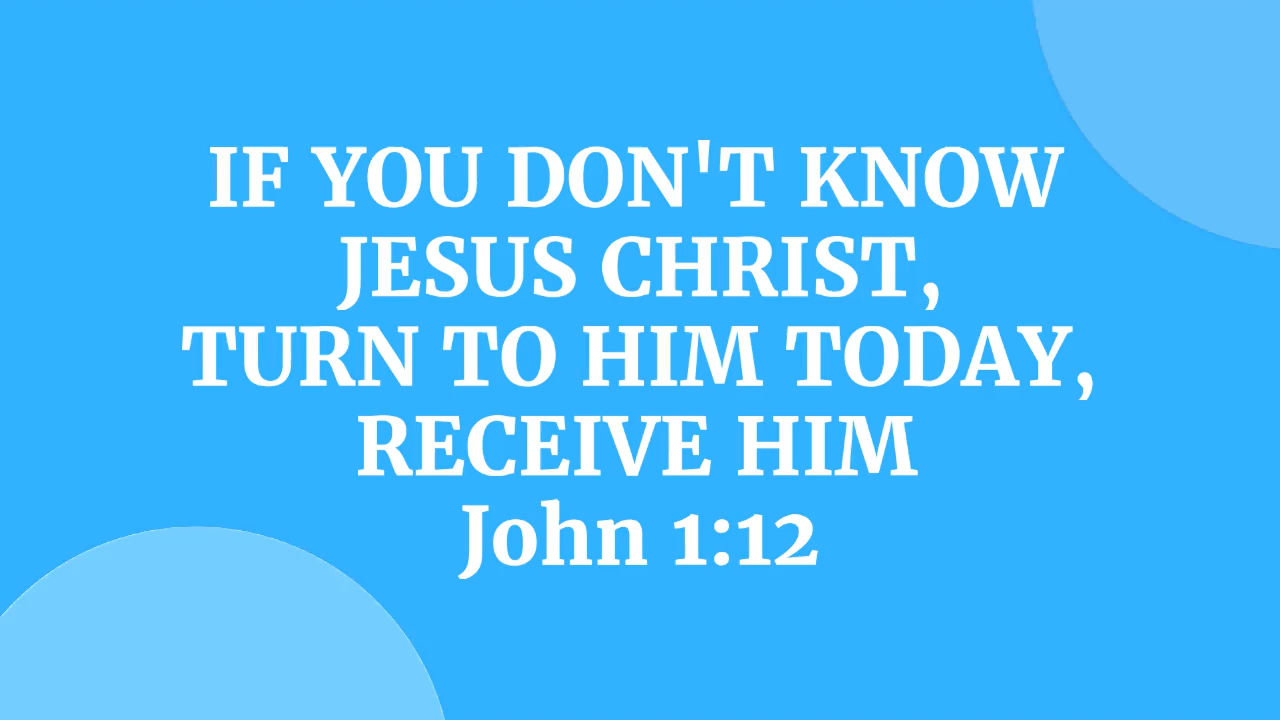 IF YOU DON'T KNOW
JESUS CHRIST,
TURN TO HIM TODAY,
RECEIVE HIM
John 1:12